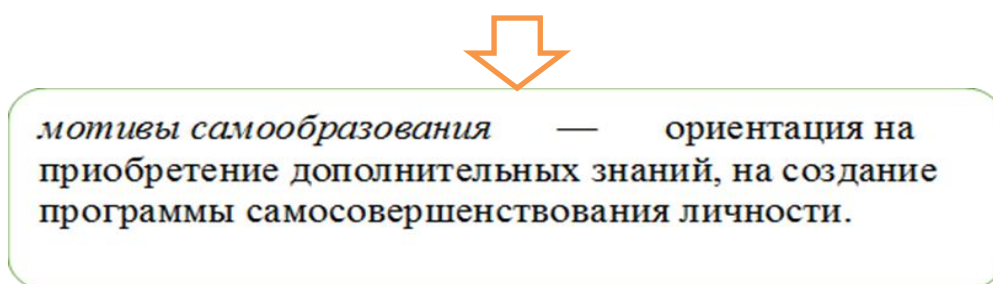 мотивы самообразования — ориентация на
приобретение дополнительных знаний, на создание
программы самосовершенствования личности.